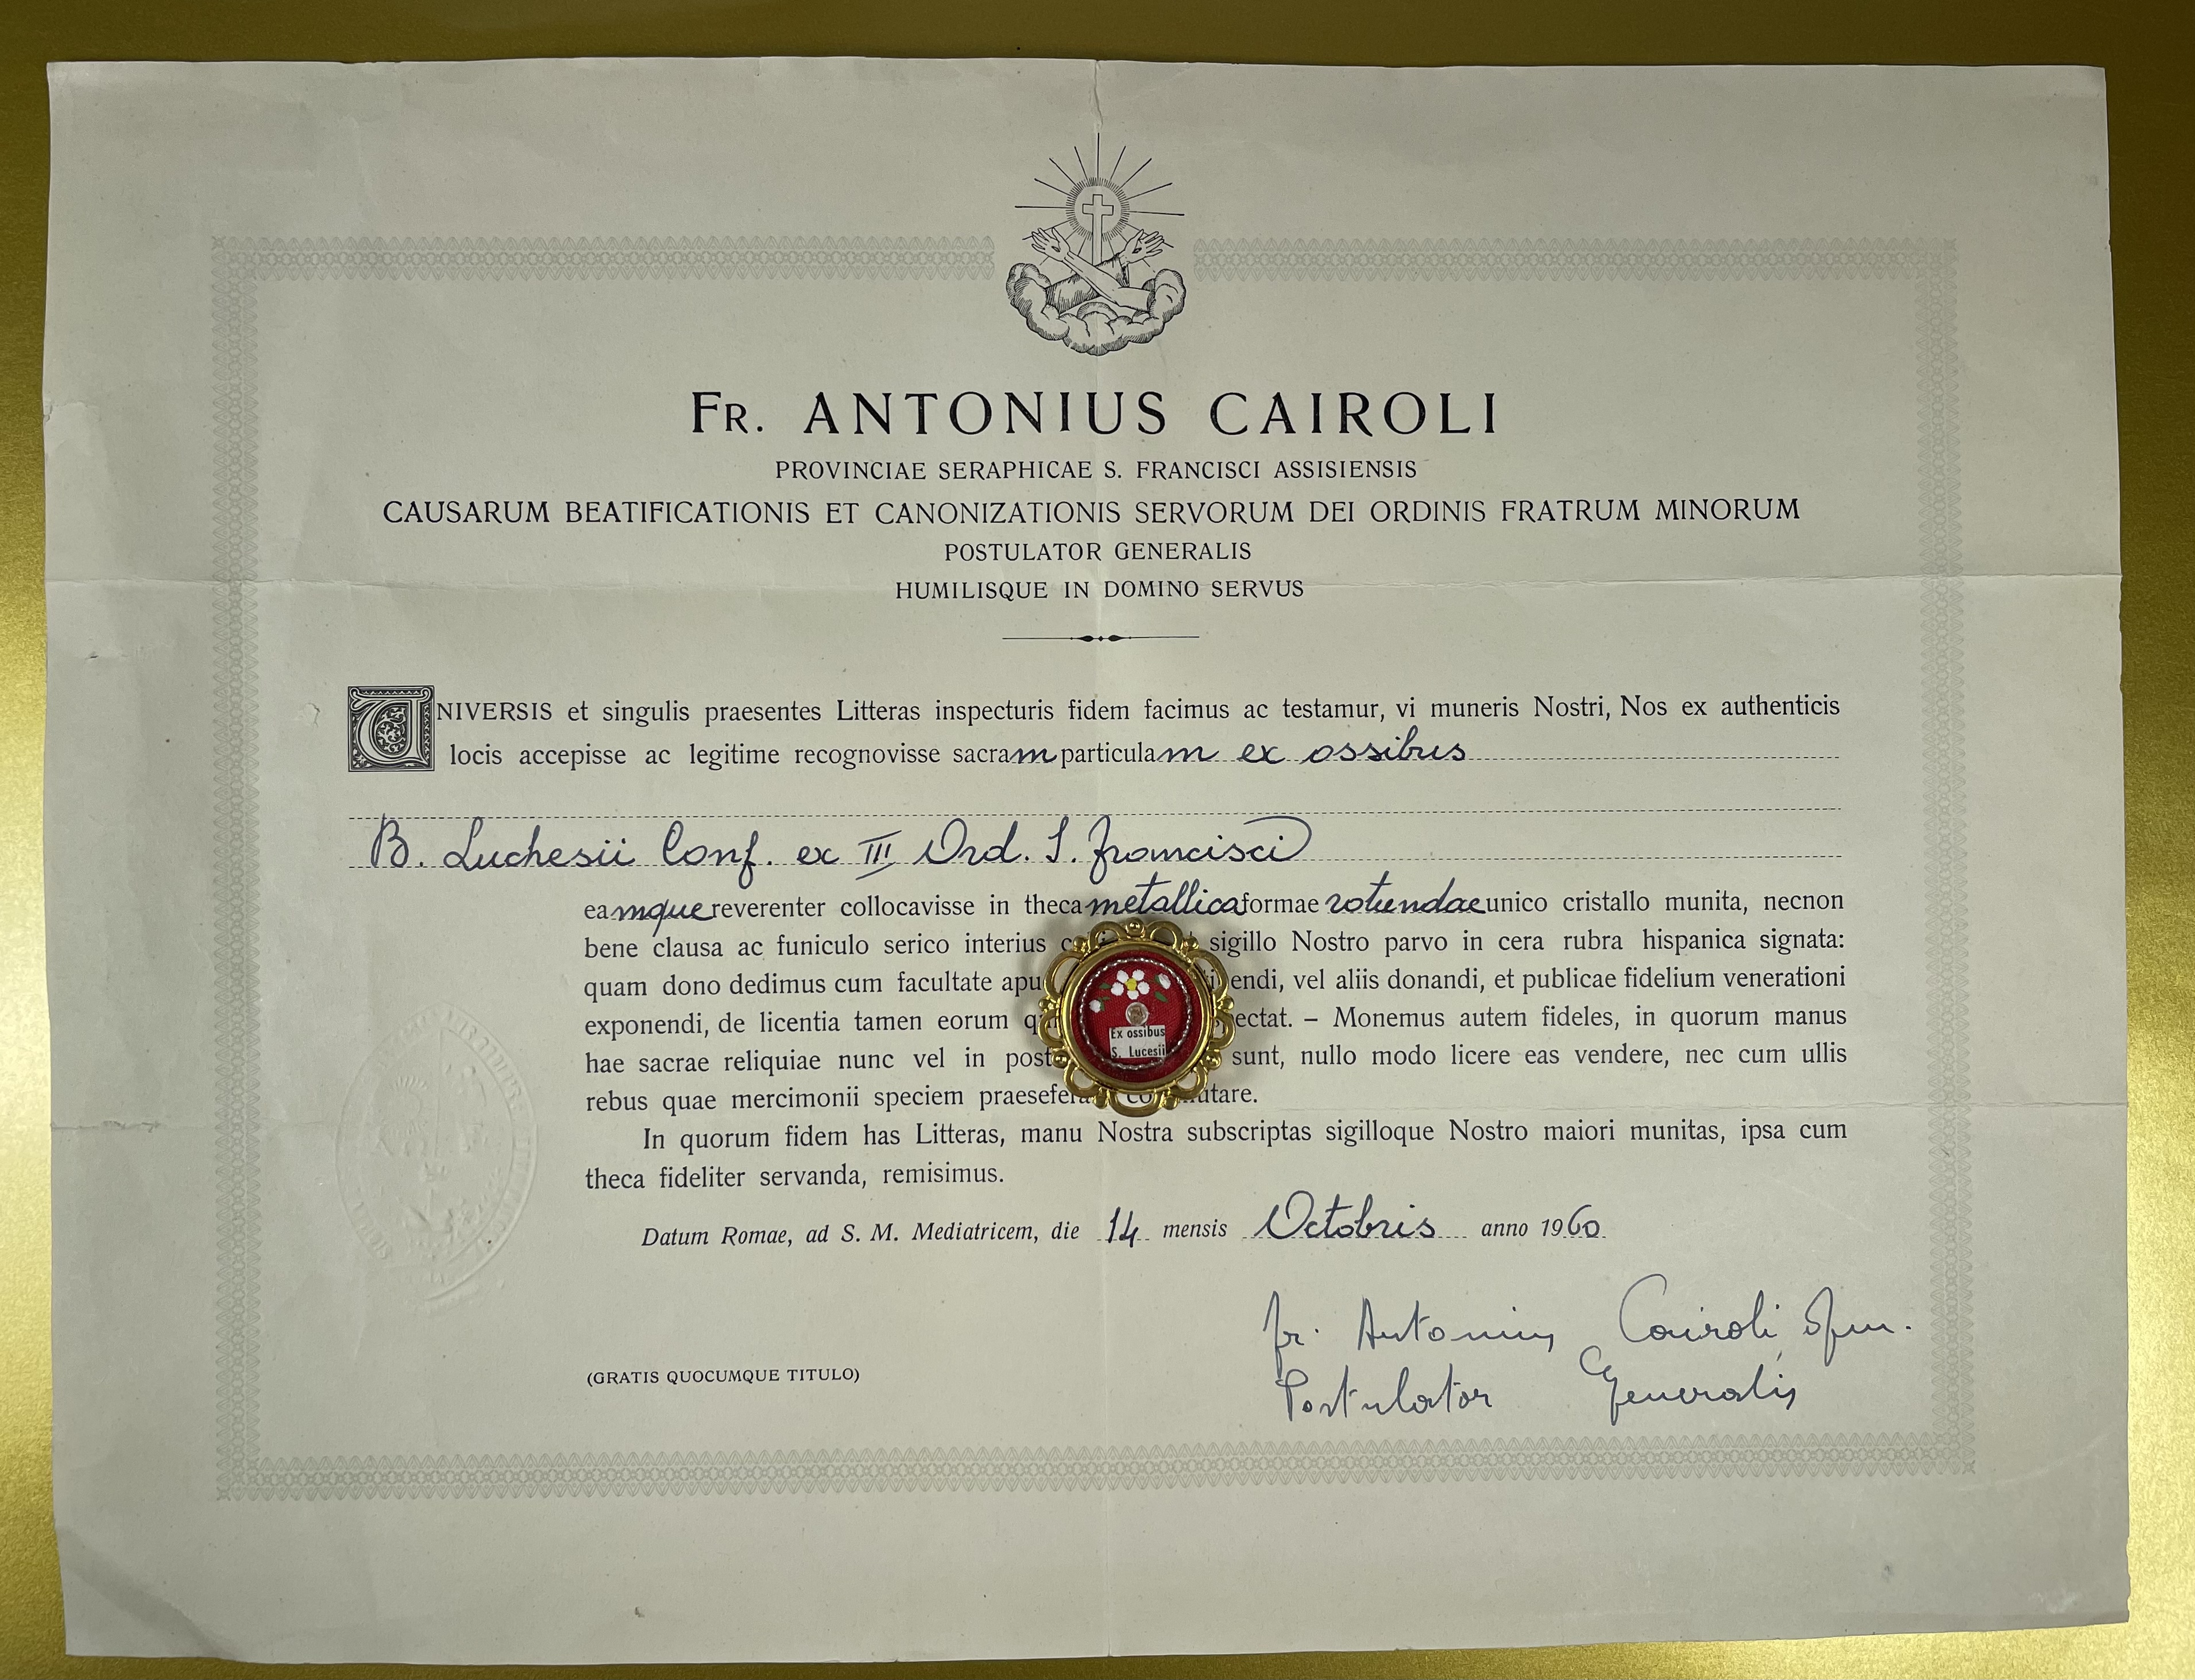 FR. ANTONIUS CAIROLI
PROVINCIAE SERAPHICAE S. FRANCISCI ASSISIENSIS
CAUSARUM BEATIFICATIONIS ET CANONIZATIONIS SERVORUM DEI ORDINIS FRATRUM MINORUM
POSTULATOR GENERALIS
HUMILISQUE IN DOMINO SERVUS
UNIVERSIS et singulis praesentes Litteras inspecturis fidem facimus ac testamur, vi muneris Nostri, Nos ex authenticis
locis accepisse ac legitime recognovisse sacram particulam ex ossibus
B. Luchesii Conf. ex III Ord. S. Francisci
eamque reverenter collocavisse in theca metallica formae rotundae unico cristallo munita, necnon
bene clausa ac funiculo serico interius sigillo Nostro parvo in cera rubra hispanica signata:
quam dono dedimus cum facultate apu endi, vel aliis donandi, et publicae fidelium venerationi
exponendi, de licentia tamen eorum q ectat. – Monemus autem fideles, in quorum manus
hae sacrae reliquiae nunc vel in post sunt, nullo modo licere eas vendere, nec cum ullis
rebus quae mercimonii speciem praesefera co utare.
Ex ossibus
S. Lucesii
In quorum fidem has Litteras, manu Nostra subscriptas sigilloque Nostro maiori munitas, ipsa cum
theca fideliter servanda, remisimus.
Datum Romae, ad S. M. Mediatricem, die 14 mensis Octobris anno 1960
fr. Antonius Cairoli, Ofm.
Postulator Generalis
(GRATIS QUOCUMQUE TITULO)